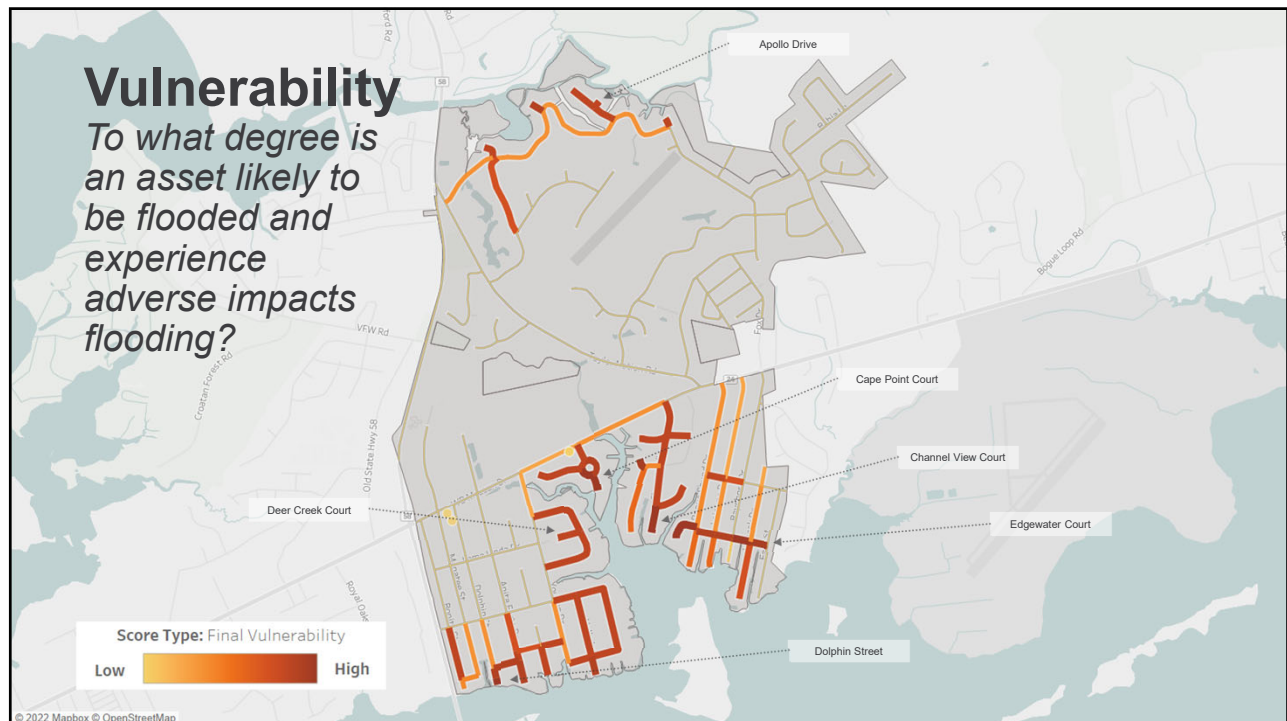 Vulnerability
To what degree is
an asset likely to
be flooded and
experience
adverse impacts
flooding?
Apollo Drive
58
Bogue Loop Rd
VFW Rd
Croatan Forest Rd
Old State Hwy 58
24
Cape Point Court
Channel View Court
Deer Creek Court
58
Edgewater Court
Dolphin Street
Score Type: Final Vulnerability
Low
High
© 2022 Mapbox © OpenStreetMap